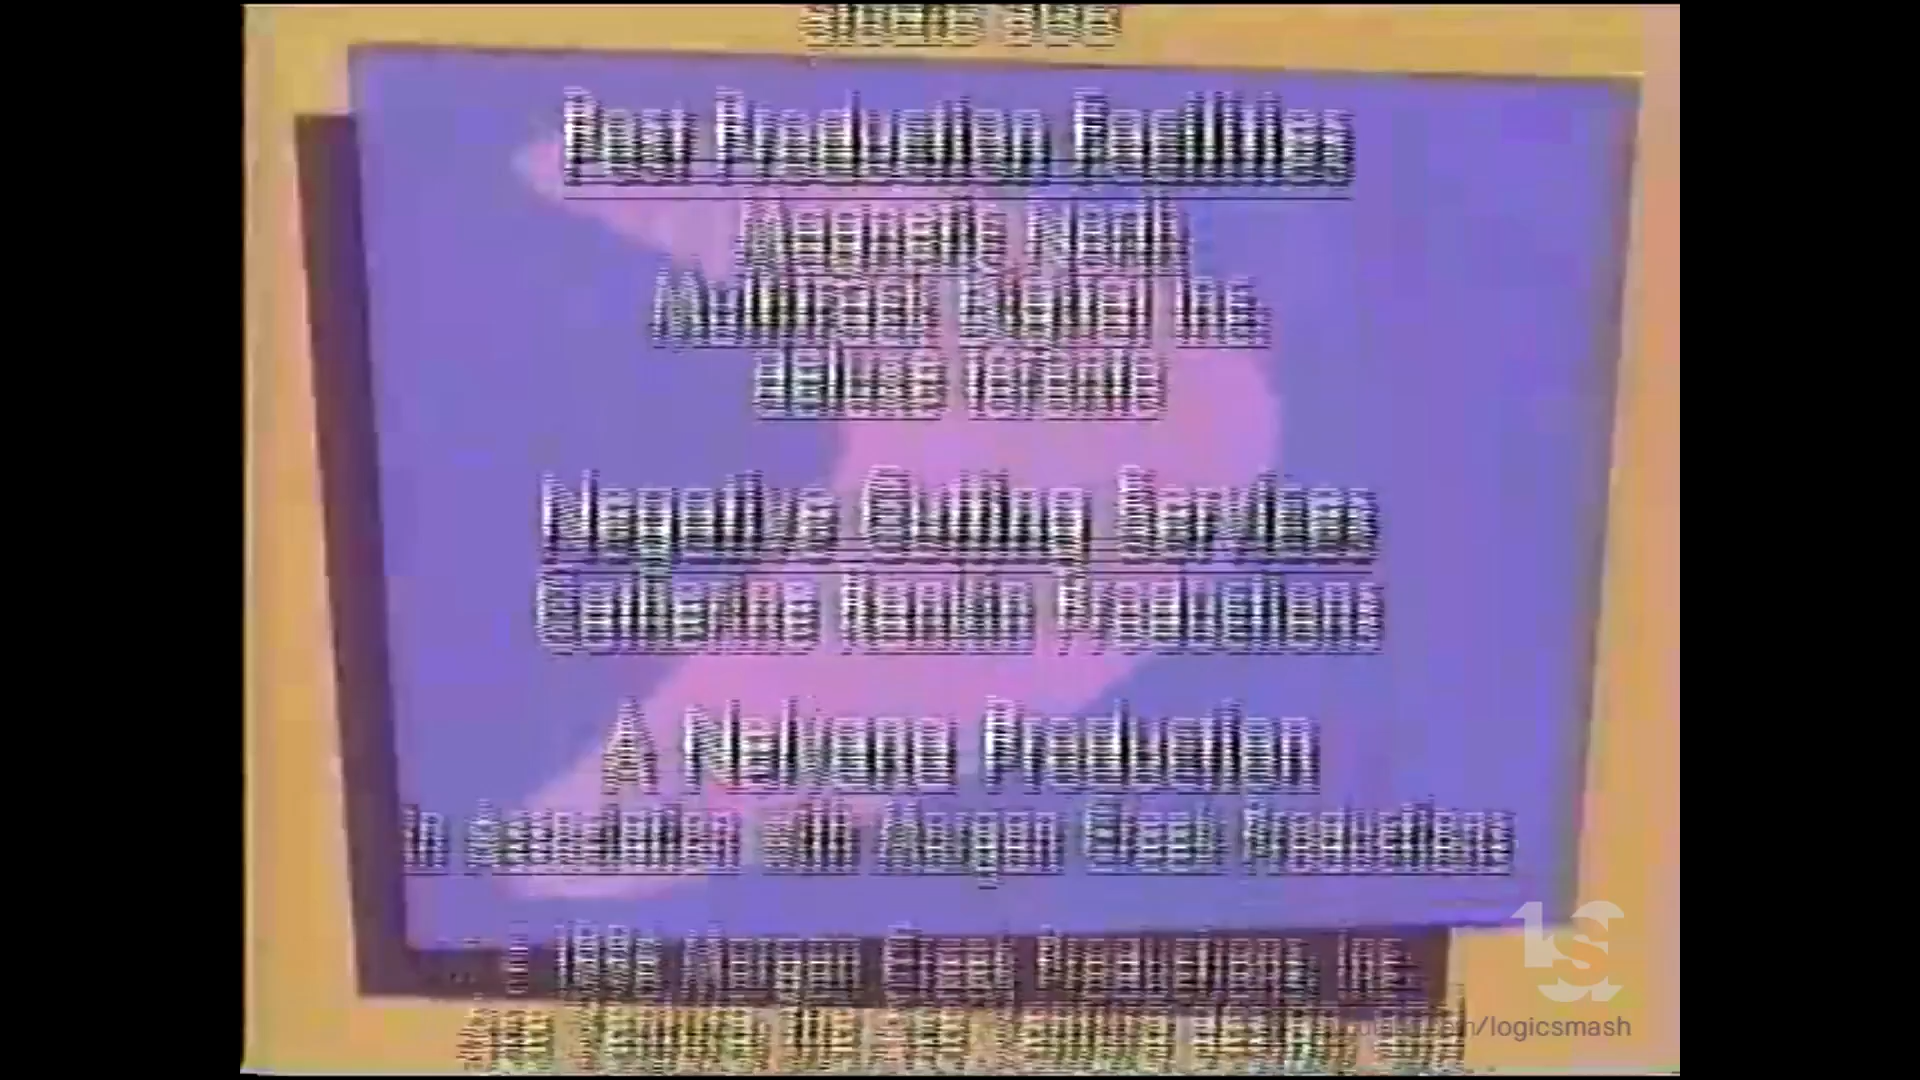 Post Production Facilities
Magnetic North
Multitrack Digital Inc.
deluxe toronto
Negative Cutting Services
Catherine Rankin Productions
A Nelvana Production
In Association with Morgan Creek Productions
Morgan Creek Productions, Inc.
/logicsmash